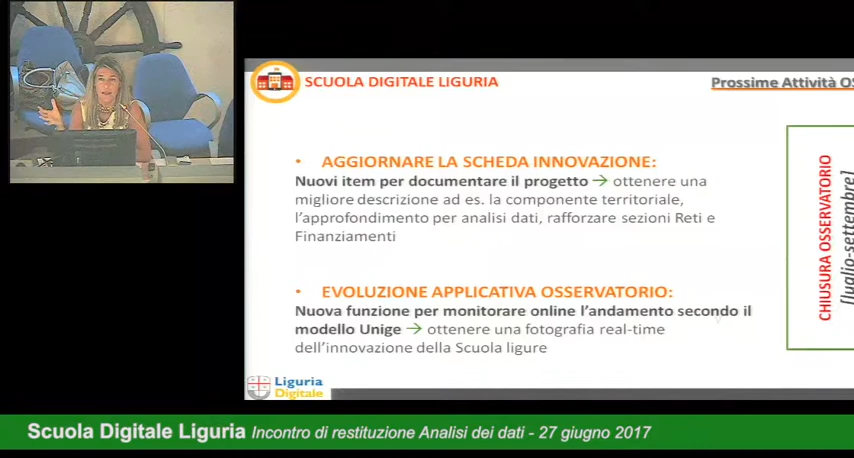 SCUOLA DIGITALE LIGURIA
Prossime Attività OS
• AGGIORNARE LA SCHEDA INNOVAZIONE:
Nuovi item per documentare il progetto → ottenere una
migliore descrizione ad es. la componente territoriale,
l'approfondimento per analisi dati, rafforzare sezioni Reti e
Finanziamenti
• EVOLUZIONE APPLICATIVA OSSERVATORIO:
Nuova funzione per monitorare online l'andamento secondo il
modello Unige → ottenere una fotografia real-time
dell'innovazione della Scuola ligure
CHIUSURA OSSERVATORIO
[luglio-settembre]
Liguria
Digitale
Scuola Digitale Liguria Incontro di restituzione Analisi dei dati - 27 giugno 2017